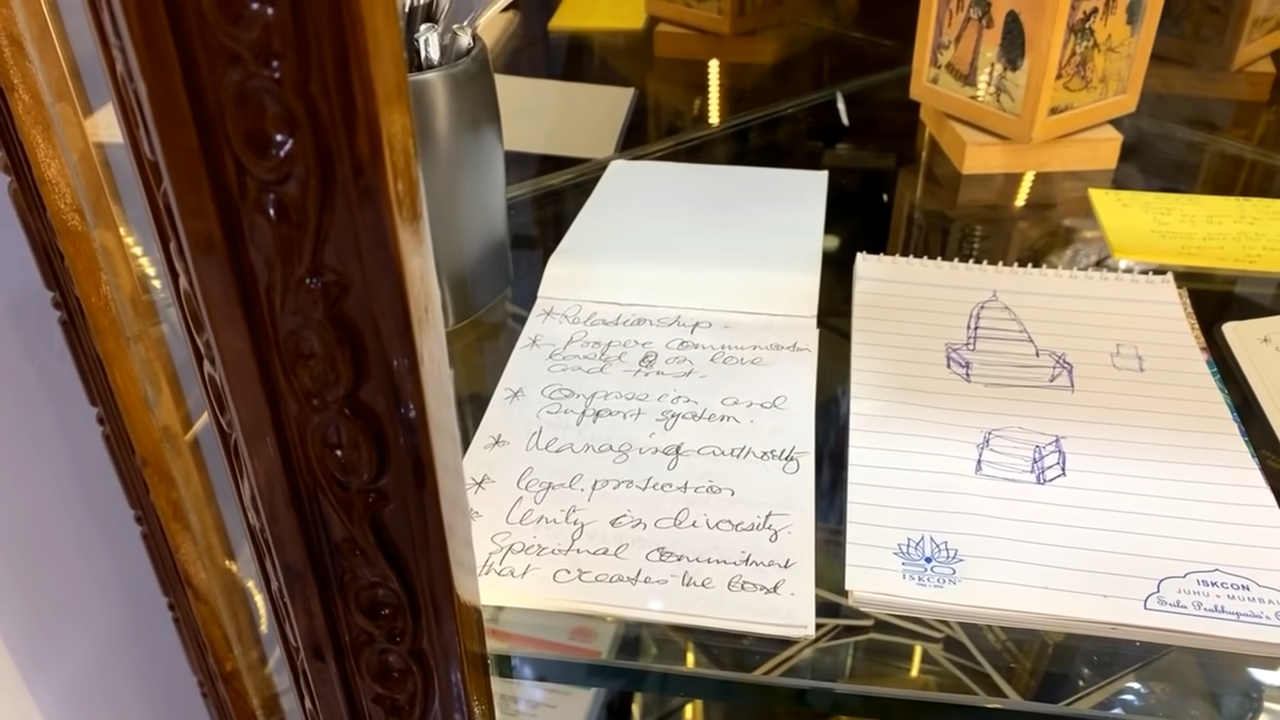 * Relationship.
* Proper Communication
based on love
and trust.
* Compassion and
support system.
* Managing authority
* legal protection
* Unity in diversity.
Spiritual Commitment
that creates the bond.
ISKCON
ISKCON
JUHU • MUMBAI
Srila Prabhupada's